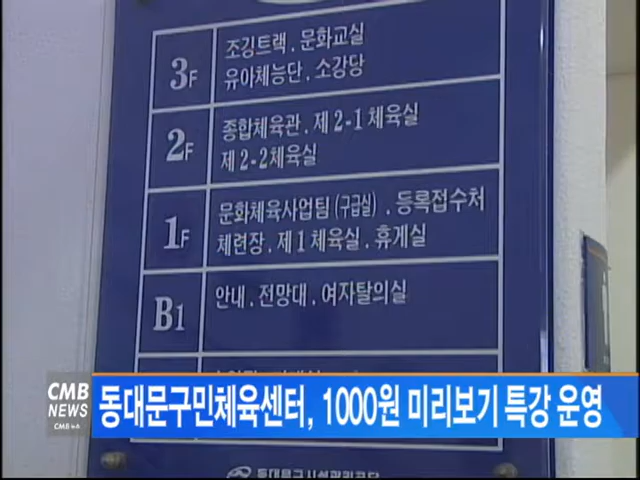 3F
조깅트랙 . 문화교실
유아체능단 . 소강당
2F
종합체육관 . 제 2-1 체육실
제 2-2체육실
1F
문화체육사업팀 (구급실) . 등록접수처
체련장 . 제 1 체육실 . 휴게실
B1
안내 . 전망대 . 여자탈의실
CMB
NEWS
CMB 뉴스
동대문구민체육센터, 1000원 미리보기 특강 운영